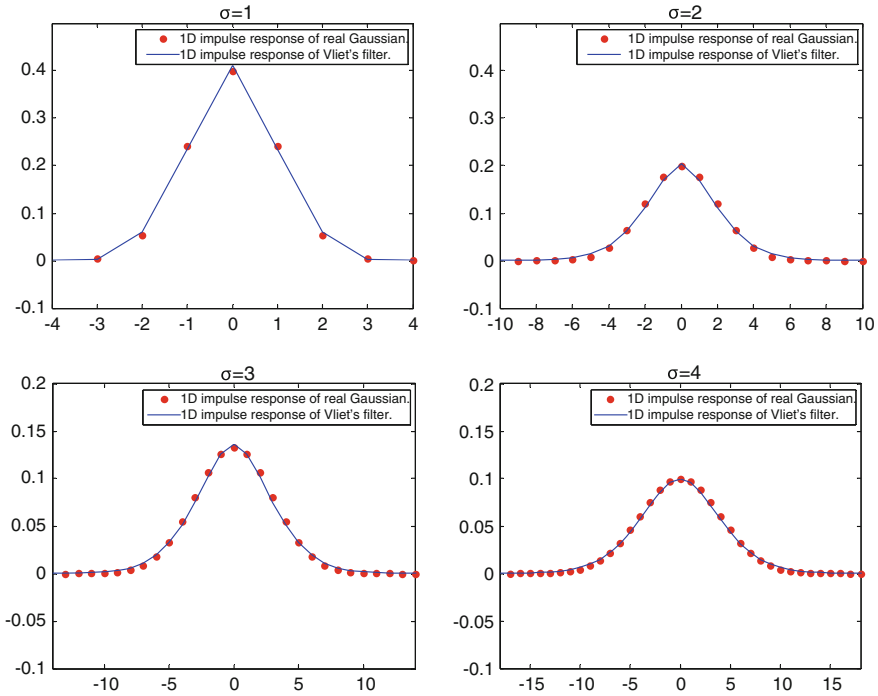 σ=1
1D impulse response of real Gaussian.
1D impulse response of Vliet's filter.
0.4
0.3
0.2
0.1
0
-0.1
-4 -3 -2 -1 0 1 2 3 4
σ=2
1D impulse response of real Gaussian.
1D impulse response of Vliet's filter.
0.4
0.3
0.2
0.1
0
-0.1
-10 -8 -6 -4 -2 0 2 4 6 8 10
σ=3
1D impulse response of real Gaussian.
1D impulse response of Vliet's filter.
0.2
0.15
0.1
0.05
0
-0.05
-0.1
-10 -5 0 5 10
σ=4
1D impulse response of real Gaussian.
1D impulse response of Vliet's filter.
0.2
0.15
0.1
0.05
0
-0.05
-0.1
-15 -10 -5 0 5 10 15